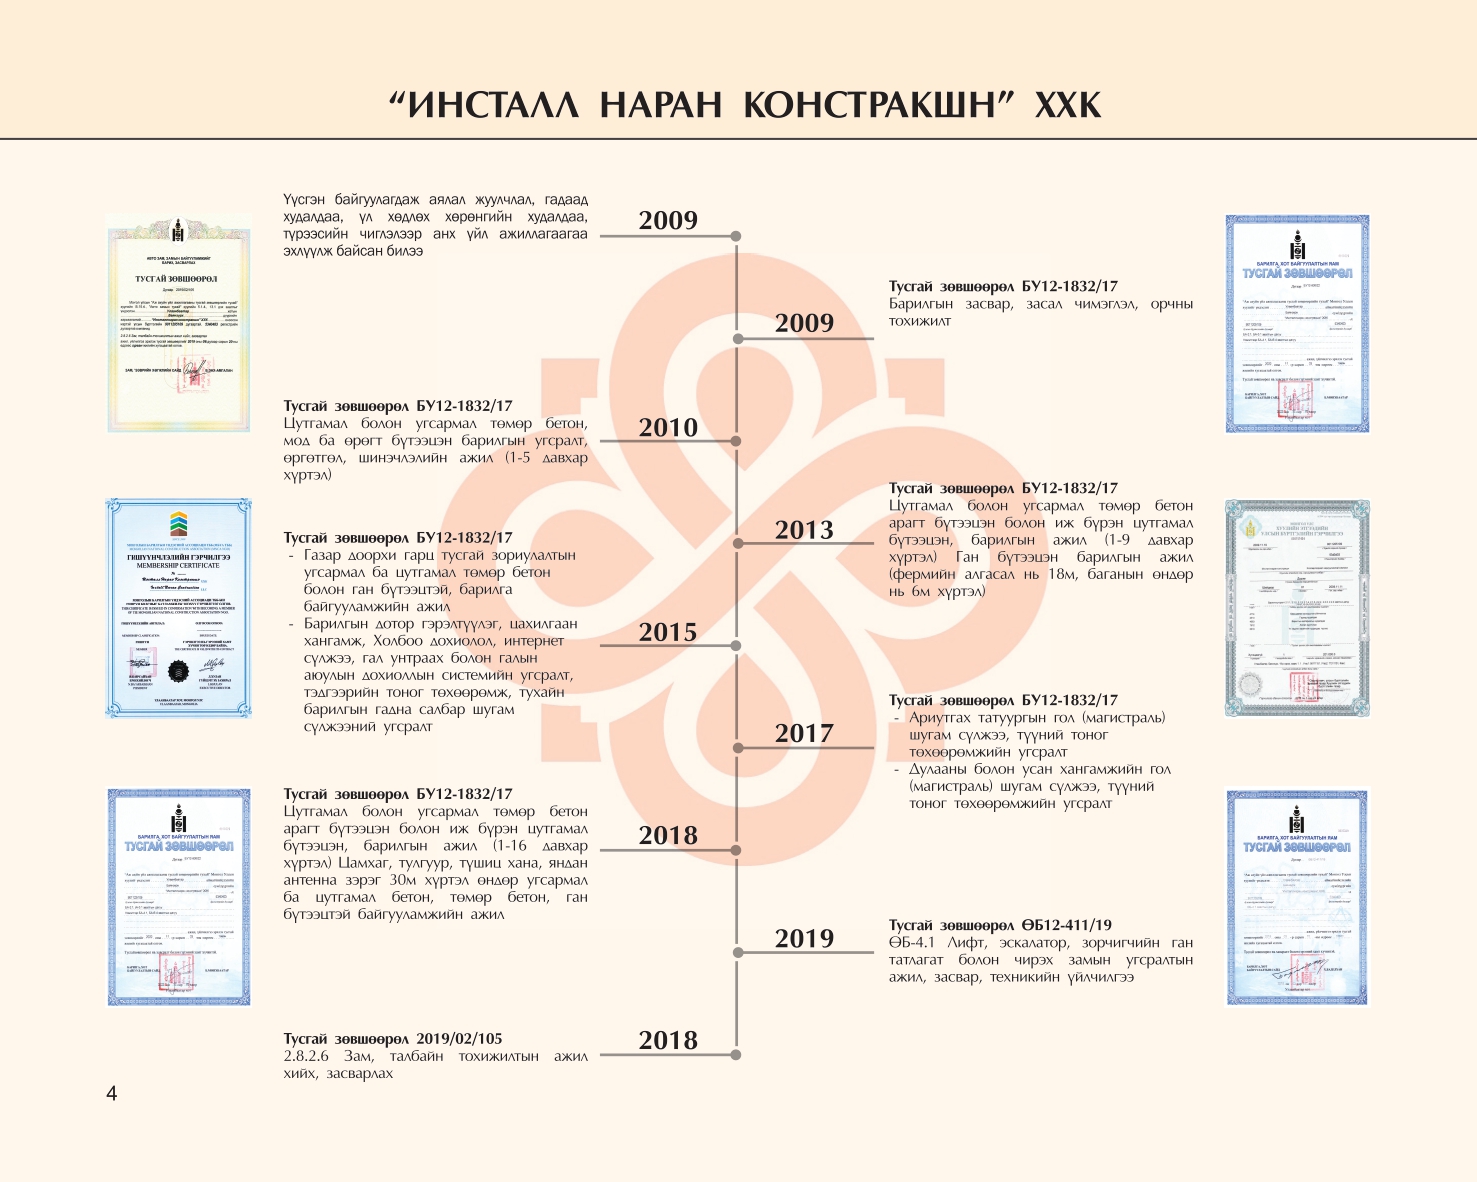 “ИНСТАЛЛ НАРАН КОНСТРАКШН” ХХК
Үүсгэн байгуулагдаж аялал жуулчлал, гадаад
худалдаа, үл хөдлөх хөрөнгийн худалдаа,
түрээсийн чиглэлээр анх үйл ажиллагаагаа
эхлүүлж байсан билээ
2009
Тусгай зөвшөөрөл БУ12-1832/17
Барилгын засвар, засал чимэглэл, орчны
тохижилт
2009
Тусгай зөвшөөрөл БУ12-1832/17
Цутгамал болон угсармал төмөр бетон,
мод ба өрөгт бүтээцэн барилгын угсралт,
өргөтгөл, шинэчлэлийн ажил (1-5 давхар
хүртэл)
2010
Тусгай зөвшөөрөл БУ12-1832/17
Цутгамал болон угсармал төмөр бетон
арагт бүтээцэн болон иж бүрэн цутгамал
бүтээцэн, барилгын ажил (1-9 давхар
хүртэл) Ган бүтээцэн барилгын ажил
(фермийн алгасал нь 18м, баганын өндөр
нь 6м хүртэл)
2013
Тусгай зөвшөөрөл БУ12-1832/17
- Газар доорхи гарц тусгай зориулалтын
угсармал ба цутгамал төмөр бетон
болон ган бүтээцтэй, барилга
байгууламжийн ажил
- Барилгын дотор гэрэлтүүлэг, цахилгаан
хангамж, Холбоо дохиолол, интернет
сүлжээ, гал унтраах болон галын
аюулын дохиоллын системийн угсралт,
тэдгээрийн тоног төхөөрөмж, тухайн
барилгын гадна салбар шугам
сүлжээний угсралт
2015
Тусгай зөвшөөрөл БУ12-1832/17
- Ариутгах татуургын гол (магистраль)
шугам сүлжээ, түүний тоног
төхөөрөмжийн угсралт
- Дулааны болон усан хангамжийн гол
(магистраль) шугам сүлжээ, түүний
тоног төхөөрөмжийн угсралт
2017
Тусгай зөвшөөрөл БУ12-1832/17
Цутгамал болон угсармал төмөр бетон
арагт бүтээцэн болон иж бүрэн цутгамал
бүтээцэн, барилгын ажил (1-16 давхар
хүртэл) Цамхаг, тулгуур, түшиц хана, яндан
антенна зэрэг 30м хүртэл өндөр угсармал
ба цутгамал бетон, төмөр бетон, ган
бүтээцтэй байгууламжийн ажил
2018
Тусгай зөвшөөрөл ӨБ12-411/19
ӨБ-4.1 Лифт, эскалатор, зорчигчийн ган
татлагат болон чирэх замын угсралтын
ажил, засвар, техникийн үйлчилгээ
2019
Тусгай зөвшөөрөл 2019/02/105
2.8.2.6 Зам, талбайн тохижилтын ажил
хийх, засварлах
2018
4
ТУСГАЙ ЗӨВШӨӨРӨЛ
ГИШҮҮНЧЛЭЛИЙН ГЭРЧИЛГЭЭ
MEMBERSHIP CERTIFICATE
БАРИЛГА, ХОТ БАЙГУУЛАЛТЫН ЯАМ
ТУСГАЙ ЗӨВШӨӨРӨЛ
БАРИЛГА, ХОТ БАЙГУУЛАЛТЫН ЯАМ
ТУСГАЙ ЗӨВШӨӨРӨЛ
БАРИЛГА, ХОТ БАЙГУУЛАЛТЫН ЯАМ
ТУСГАЙ ЗӨВШӨӨРӨЛ